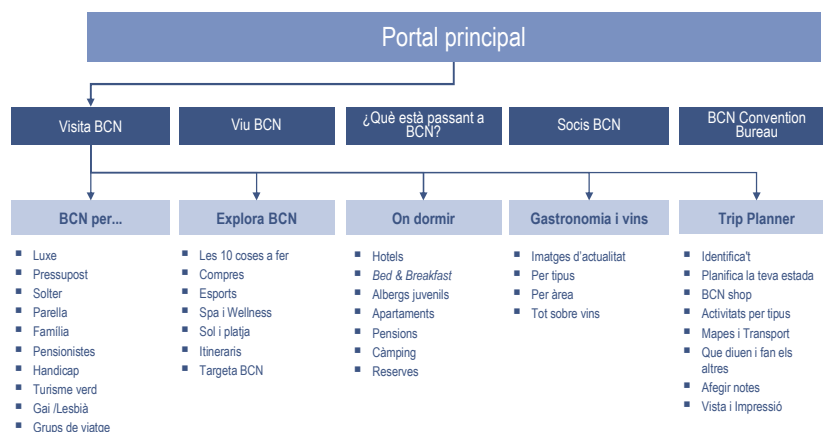 Portal principal
Visita BCN
Viu BCN
¿Què està passant a
BCN?
Socis BCN
BCN Convention
Bureau
BCN per...
Explora BCN
On dormir
Gastronomia i vins
Trip Planner
Luxe
Pressupost
Solter
Parella
Família
Pensionistes
Handicap
Turisme verd
Gai /Lesbià
Grups de viatge
Les 10 coses a fer
Compres
Esports
Spa i Wellness
Sol i platja
Itineraris
Targeta BCN
Hotels
Bed & Breakfast
Albergs juvenils
Apartaments
Pensions
Càmping
Reserves
Imatges d'actualitat
Per tipus
Per àrea
Tot sobre vins
Identifica't
Planifica la teva estada
BCN shop
Activitats per tipus
Mapes i Transport
Que diuen i fan els
altres
Afegir notes
Vista i Impressió